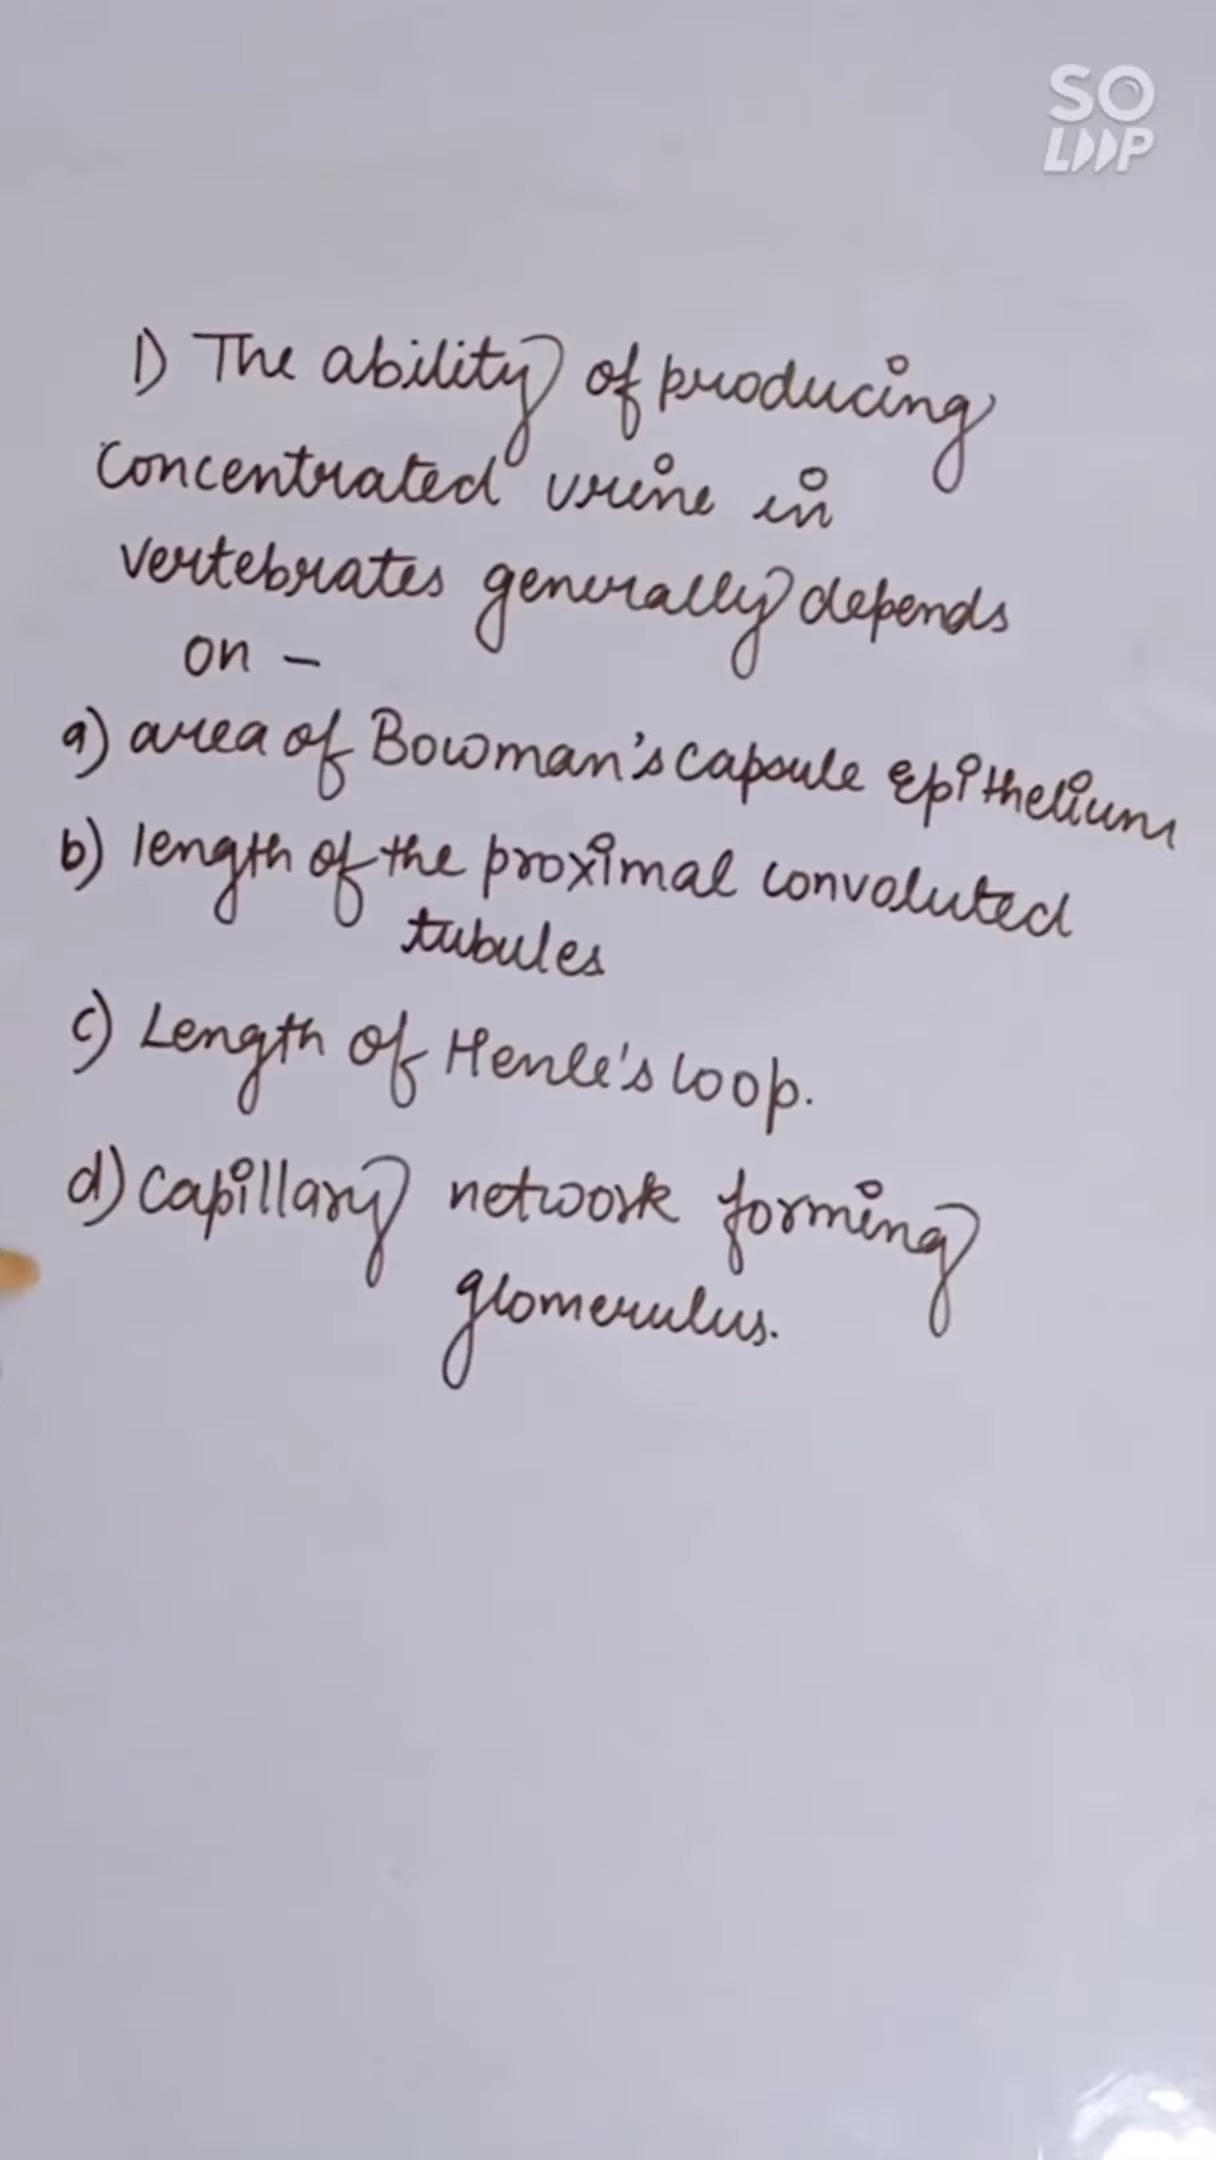 SO
LOOP
1) The ability of producing
concentrated urine in
vertebrates generally depends
on -
a) area of Bowman's capsule Epithelium
b) length of the proximal convoluted
tubules
c) Length of Henle's loop.
d) Capillary network forming
glomerulus.